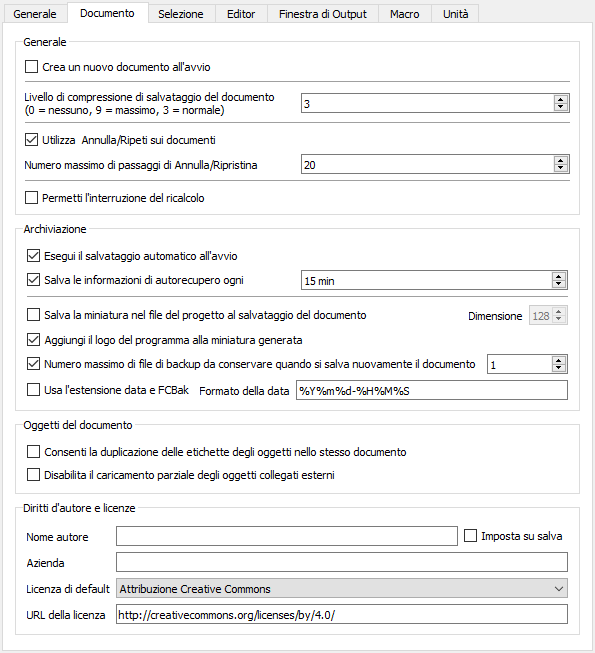 Generale Documento Selezione Editor Finestra di Output Macro Unità
Generale
Crea un nuovo documento all'avvio
Livello di compressione di salvataggio del documento
(0 = nessuno, 9 = massimo, 3 = normale) 3
Utilizza Annulla/Ripeti sui documenti
Numero massimo di passaggi di Annulla/Ripristina 20
Permetti l'interruzione del ricalcolo
Archiviazione
Esegui il salvataggio automatico all'avvio
Salva le informazioni di autorecupero ogni 15 min
Salva la miniatura nel file del progetto al salvataggio del documento Dimensione 128
Aggiungi il logo del programma alla miniatura generata
Numero massimo di file di backup da conservare quando si salva nuovamente il documento 1
Usa l'estensione data e FCBak Formato della data %Y%m%d-%H%M%S
Oggetti del documento
Consenti la duplicazione delle etichette degli oggetti nello stesso documento
Disabilita il caricamento parziale degli oggetti collegati esterni
Diritti d'autore e licenze
Nome autore Imposta su salva
Azienda
Licenza di default Attribuzione Creative Commons
URL della licenza http://creativecommons.org/licenses/by/4.0/